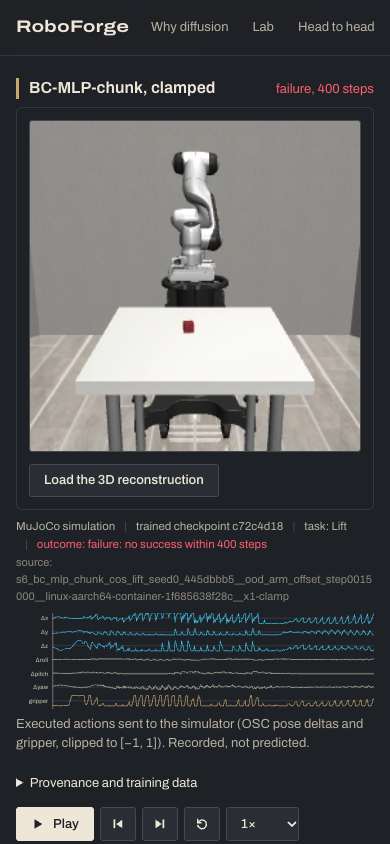 RoboForge Why diffusion Lab Head to head
BC-MLP-chunk, clamped failure, 400 steps
Load the 3D reconstruction
MuJoCo simulation | trained checkpoint c72c4d18 | task: Lift
| outcome: failure: no success within 400 steps
source:
s6_bc_mlp_chunk_cos_lift_seed0_445dbbb5__ood_arm_offset_step0015
000__linux-aarch64-container-1f685638f28c__x1-clamp
Δx
Δy
Δz
Δroll
Δpitch
Δyaw
gripper
Executed actions sent to the simulator (OSC pose deltas and
gripper, clipped to [−1, 1]). Recorded, not predicted.
Provenance and training data
Play 1×